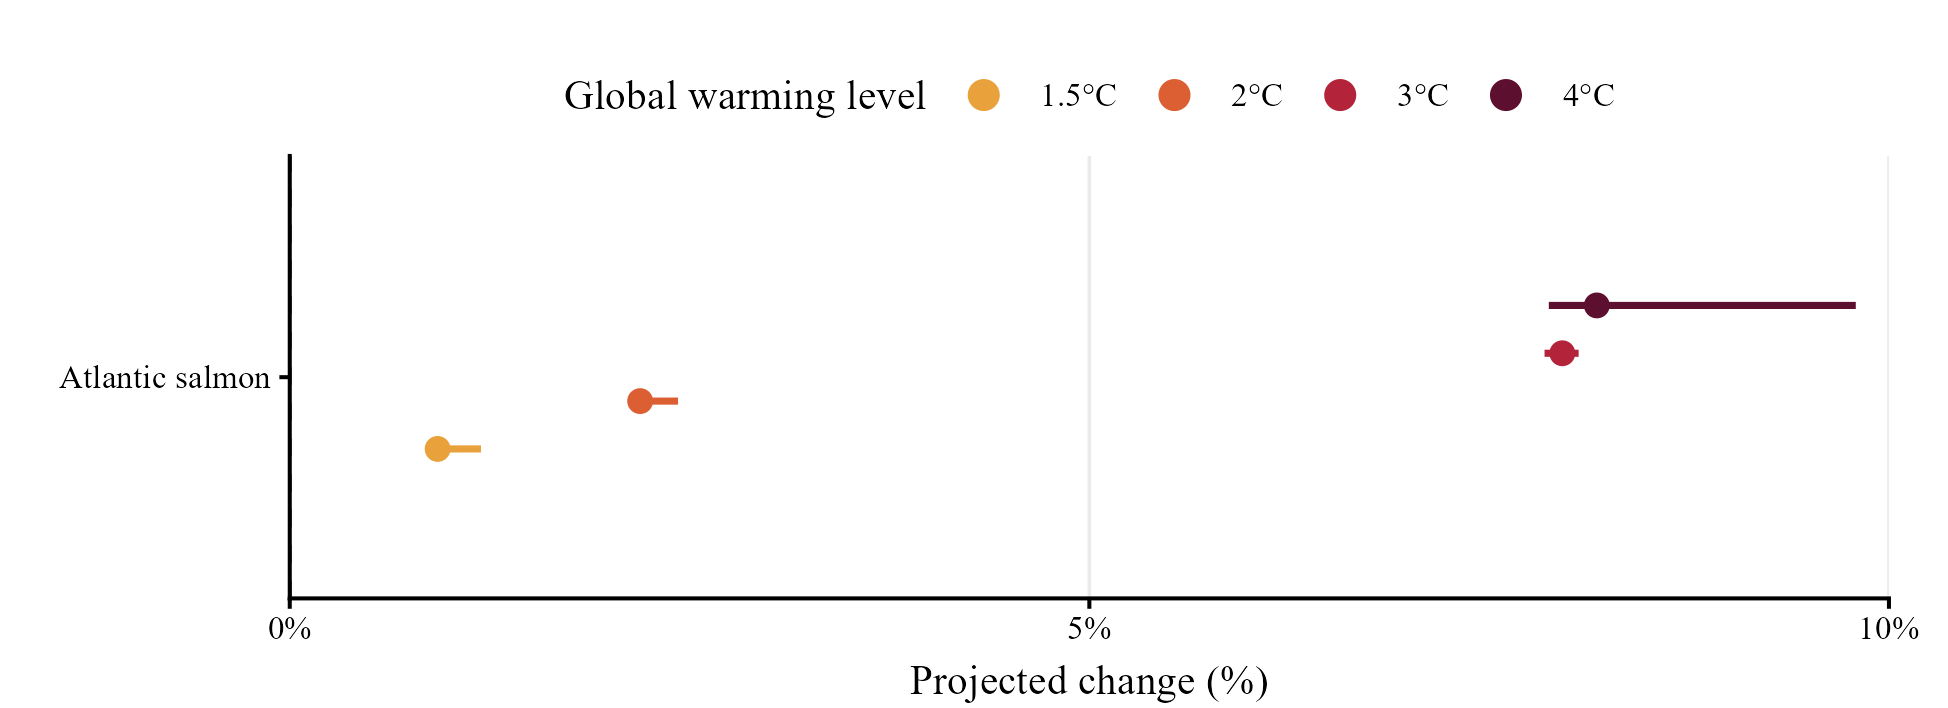 Global warming level 1.5°C 2°C 3°C 4°C
Atlantic salmon
0% 5% 10%
Projected change (%)